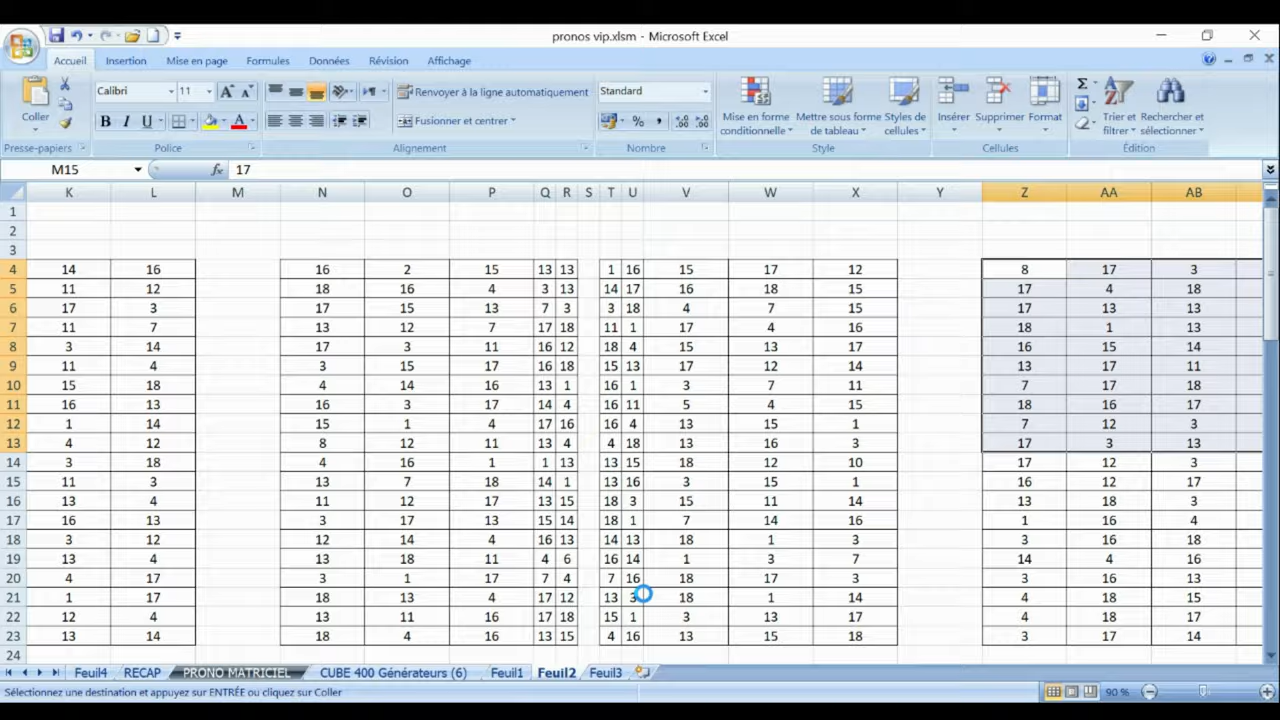 pronos vip.xlsm - Microsoft Excel
Accueil Insertion Mise en page Formules Données Révision Affichage
Coller
Calibri 11
Renvoyer à la ligne automatiquement
Fusionner et centrer
Standard
Mise en forme conditionnelle
Mettre sous forme de tableau
Styles de cellules
Insérer Supprimer Format
Trier et filtrer
Rechercher et sélectionner
Presse-papiers Police Alignement Nombre Style Cellules Édition
M15 fx 17
K L M N O P Q R S T U V W X Y Z AA AB
1
2
3
4 14 16 16 2 15 13 13 1 16 15 17 12 8 17 3
5 11 12 18 16 4 3 13 14 17 16 18 15 17 4 18
6 17 3 17 15 13 7 3 3 18 4 7 15 17 13 13
7 11 7 13 12 7 17 18 11 1 17 4 16 18 1 13
8 3 14 17 3 11 16 12 18 4 15 13 17 16 15 14
9 11 4 3 15 17 16 18 15 13 17 12 14 13 17 11
10 15 18 4 14 16 13 1 16 1 3 7 11 7 17 18
11 16 13 16 3 17 14 4 16 11 5 4 15 18 16 17
12 1 14 15 1 4 17 16 16 4 13 15 1 7 12 3
13 4 12 8 12 11 13 4 4 18 13 16 3 17 3 13
14 3 18 4 16 1 1 13 13 15 18 12 10 17 12 3
15 11 3 13 7 18 14 1 13 16 3 15 1 16 12 17
16 13 4 11 12 17 13 15 18 3 15 11 14 13 18 3
17 16 13 3 17 13 15 14 18 1 7 14 16 1 16 4
18 3 12 12 14 4 16 13 14 13 18 1 3 3 16 18
19 13 4 13 18 11 4 6 16 14 1 3 7 14 4 16
20 4 17 3 1 17 7 4 7 16 18 17 3 3 16 13
21 1 17 18 13 4 17 12 13 3 18 1 14 4 18 15
22 12 4 13 11 16 17 18 15 1 3 13 17 4 18 17
23 13 14 18 4 16 13 15 4 16 13 15 18 3 17 14
24
Feuil4 RECAP PRONO MATRICIEL CUBE 400 Générateurs (6) Feuil1 Feuil2 Feuil3
Sélectionnez une destination et appuyez sur ENTRÉE ou cliquez sur Coller 90 %